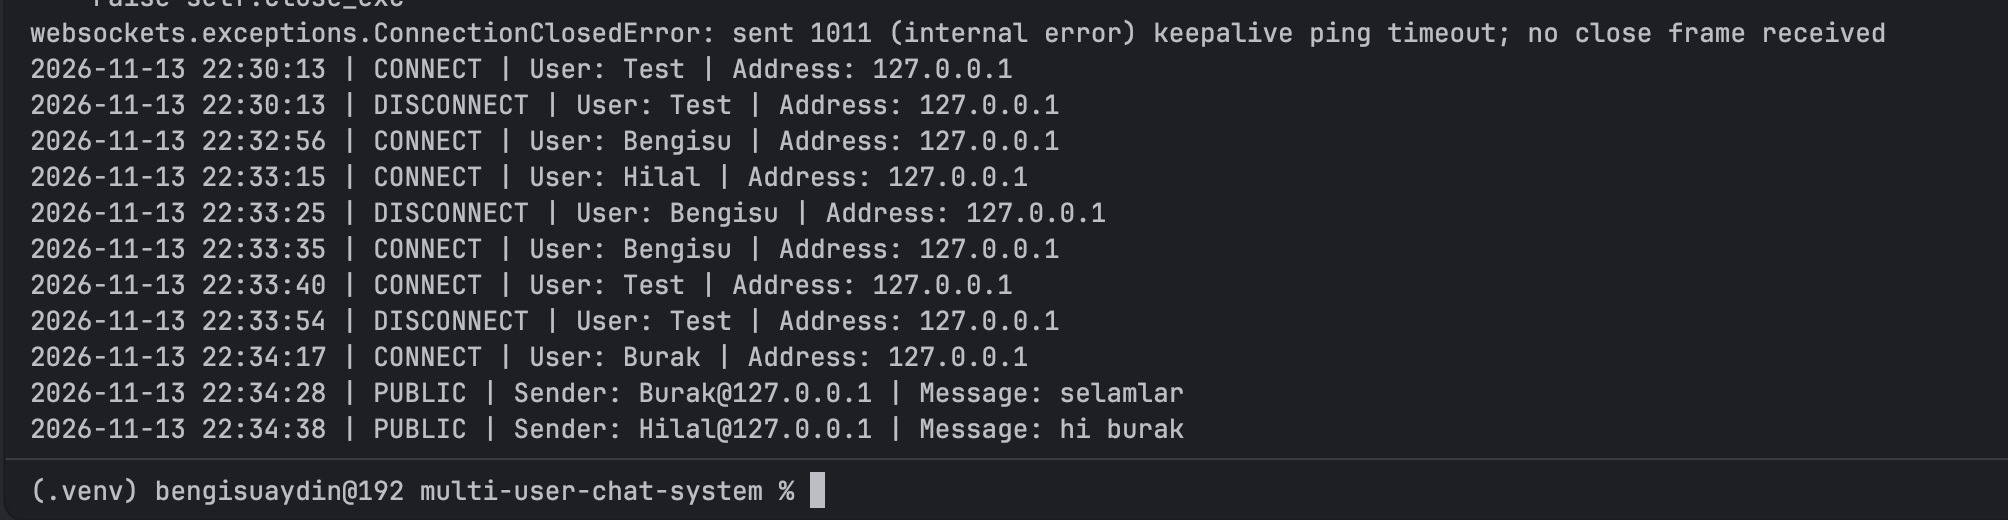 raise self.close_exc
websockets.exceptions.ConnectionClosedError: sent 1011 (internal error) keepalive ping timeout; no close frame received
2026-11-13 22:30:13 | CONNECT | User: Test | Address: 127.0.0.1
2026-11-13 22:30:13 | DISCONNECT | User: Test | Address: 127.0.0.1
2026-11-13 22:32:56 | CONNECT | User: Bengisu | Address: 127.0.0.1
2026-11-13 22:33:15 | CONNECT | User: Hilal | Address: 127.0.0.1
2026-11-13 22:33:25 | DISCONNECT | User: Bengisu | Address: 127.0.0.1
2026-11-13 22:33:35 | CONNECT | User: Bengisu | Address: 127.0.0.1
2026-11-13 22:33:40 | CONNECT | User: Test | Address: 127.0.0.1
2026-11-13 22:33:54 | DISCONNECT | User: Test | Address: 127.0.0.1
2026-11-13 22:34:17 | CONNECT | User: Burak | Address: 127.0.0.1
2026-11-13 22:34:28 | PUBLIC | Sender: Burak@127.0.0.1 | Message: selamlar
2026-11-13 22:34:38 | PUBLIC | Sender: Hilal@127.0.0.1 | Message: hi burak
(.venv) bengisuaydin@192 multi-user-chat-system %